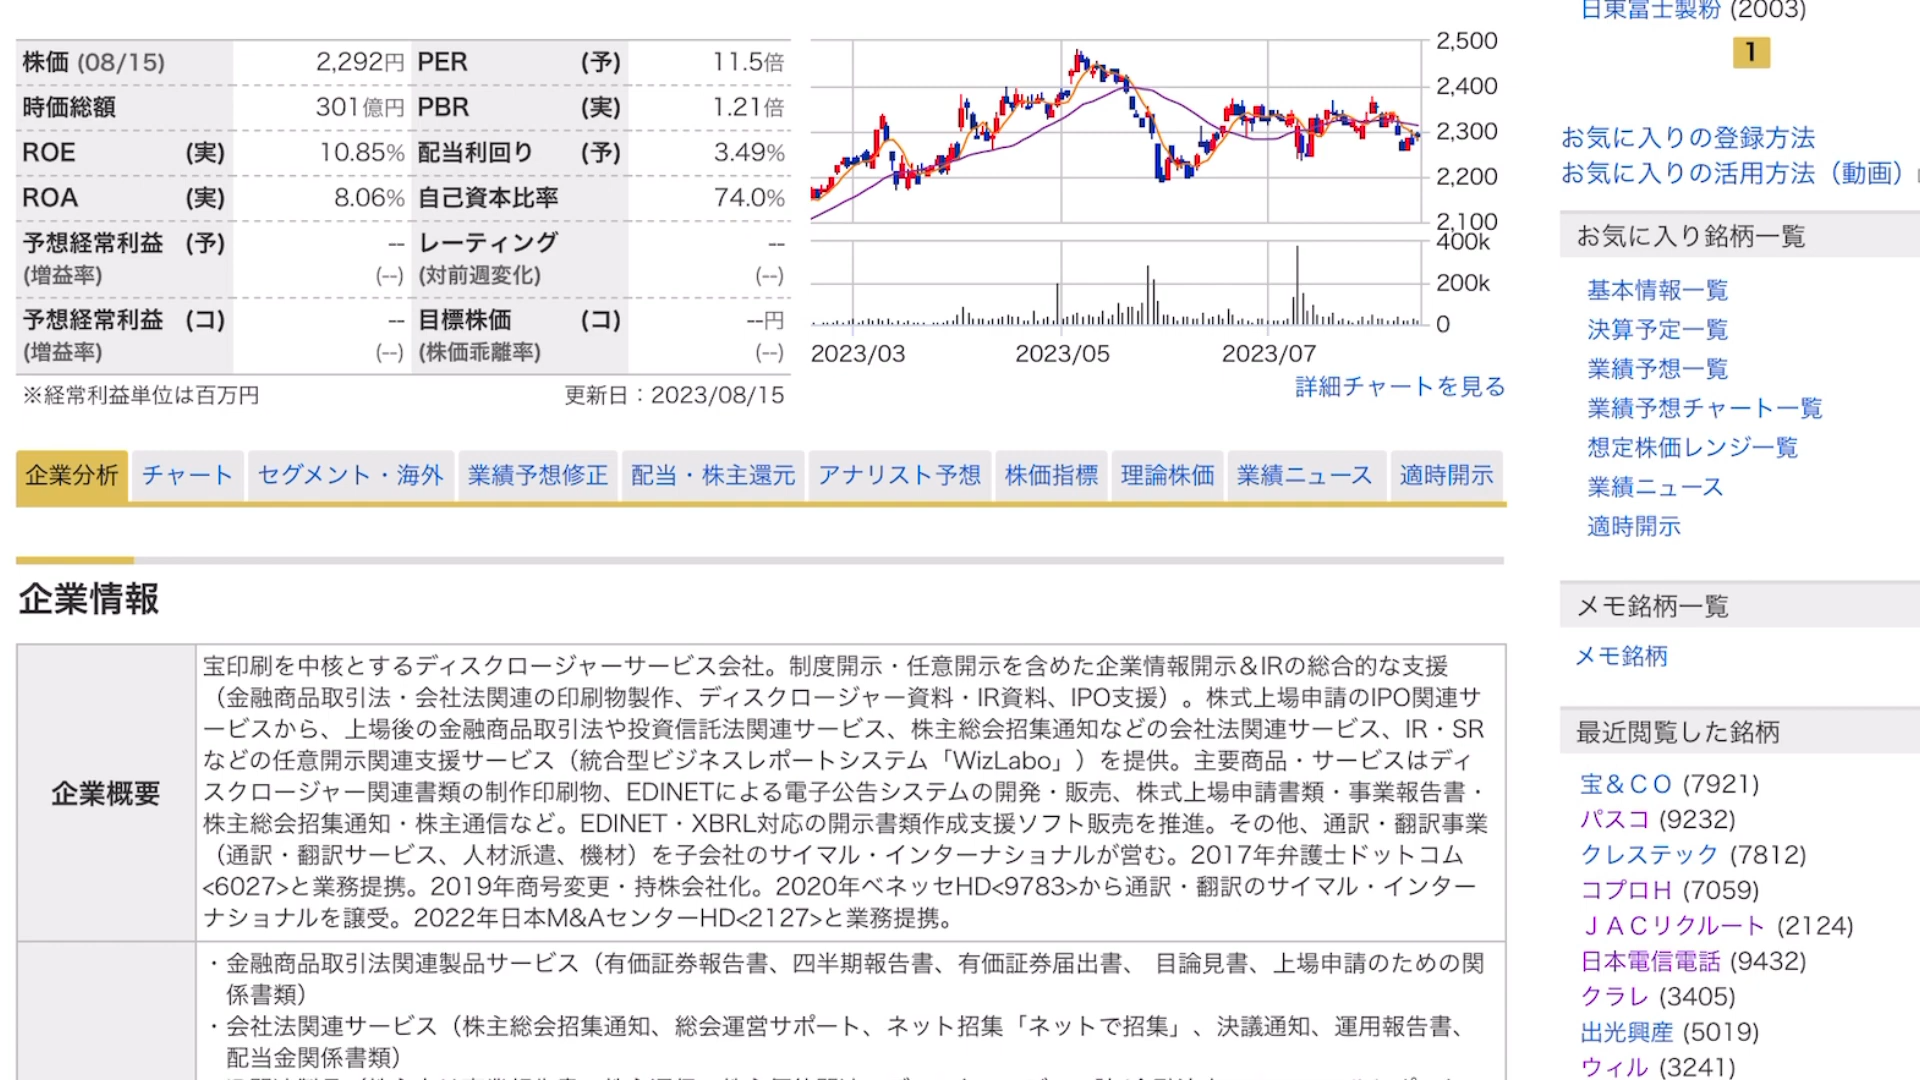 株価 (08/15) 2,292円 PER (予) 11.5倍
時価総額 301億円 PBR (実) 1.21倍
ROE (実) 10.85% 配当利回り (予) 3.49%
ROA (実) 8.06% 自己資本比率 74.0%
予想経常利益 (予) -- レーティング --
(増益率) (--) (対前週変化) (--)
予想経常利益 (コ) -- 目標株価 (コ) --円
(増益率) (--) (株価乖離率) (--)
※経常利益単位は百万円 更新日：2023/08/15
2,500
2,400
2,300
2,200
2,100
400k
200k
0
2023/03 2023/05 2023/07
詳細チャートを見る
企業分析 チャート セグメント・海外 業績予想修正 配当・株主還元 アナリスト予想 株価指標 理論株価 業績ニュース 適時開示
企業情報
企業概要
宝印刷を中核とするディスクロージャーサービス会社。制度開示・任意開示を含めた企業情報開示＆IRの総合的な支援
（金融商品取引法・会社法関連の印刷物製作、ディスクロージャー資料・IR資料、IPO支援）。株式上場申請のIPO関連サ
ービスから、上場後の金融商品取引法や投資信託法関連サービス、株主総会招集通知などの会社法関連サービス、IR・SR
などの任意開示関連支援サービス（統合型ビジネスレポートシステム「WizLabo」）を提供。主要商品・サービスはディ
スクロージャー関連書類の制作印刷物、EDINETによる電子公告システムの開発・販売、株式上場申請書類・事業報告書・
株主総会招集通知・株主通信など。EDINET・XBRL対応の開示書類作成支援ソフト販売を推進。その他、通訳・翻訳事業
（通訳・翻訳サービス、人材派遣、機材）を子会社のサイマル・インターナショナルが営む。2017年弁護士ドットコム
<6027>と業務提携。2019年商号変更・持株会社化。2020年ベネッセHD<9783>から通訳・翻訳のサイマル・インター
ナショナルを譲受。2022年日本M&AセンターHD<2127>と業務提携。
・金融商品取引法関連製品サービス（有価証券報告書、四半期報告書、有価証券届出書、 目論見書、上場申請のための関
係書類）
・会社法関連サービス（株主総会招集通知、総会運営サポート、ネット招集「ネットで招集」、決議通知、運用報告書、
配当金関係書類）
日東富士製粉 (2003)
1
お気に入りの登録方法
お気に入りの活用方法（動画）
お気に入り銘柄一覧
基本情報一覧
決算予定一覧
業績予想一覧
業績予想チャート一覧
想定株価レンジ一覧
業績ニュース
適時開示
メモ銘柄一覧
メモ銘柄
最近閲覧した銘柄
宝＆ＣＯ (7921)
パスコ (9232)
クレステック (7812)
コプロＨ (7059)
ＪＡＣリクルート (2124)
日本電信電話 (9432)
クラレ (3405)
出光興産 (5019)
ウィル (3241)